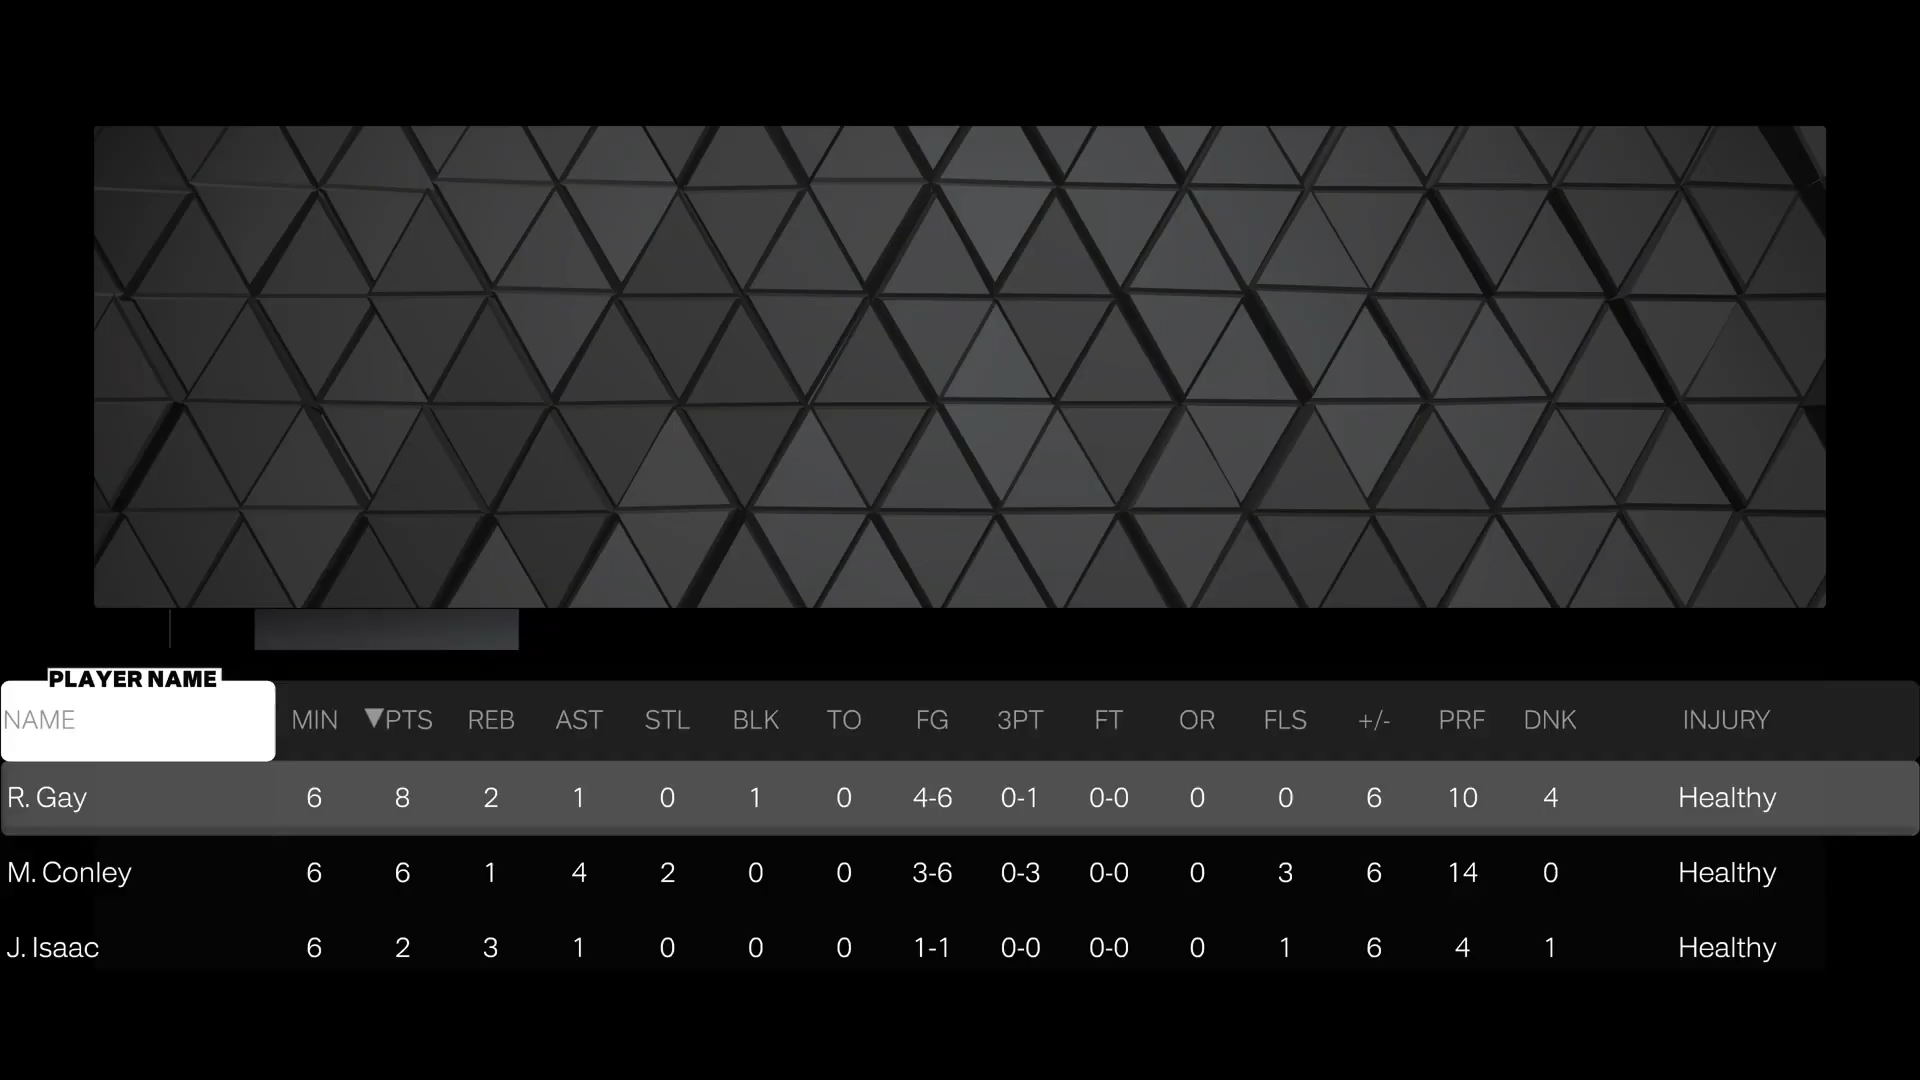 PLAYER NAME
NAME MIN ▼PTS REB AST STL BLK TO FG 3PT FT OR FLS +/- PRF DNK INJURY
R. Gay 6 8 2 1 0 1 0 4-6 0-1 0-0 0 0 6 10 4 Healthy
M. Conley 6 6 1 4 2 0 0 3-6 0-3 0-0 0 3 6 14 0 Healthy
J. Isaac 6 2 3 1 0 0 0 1-1 0-0 0-0 0 1 6 4 1 Healthy